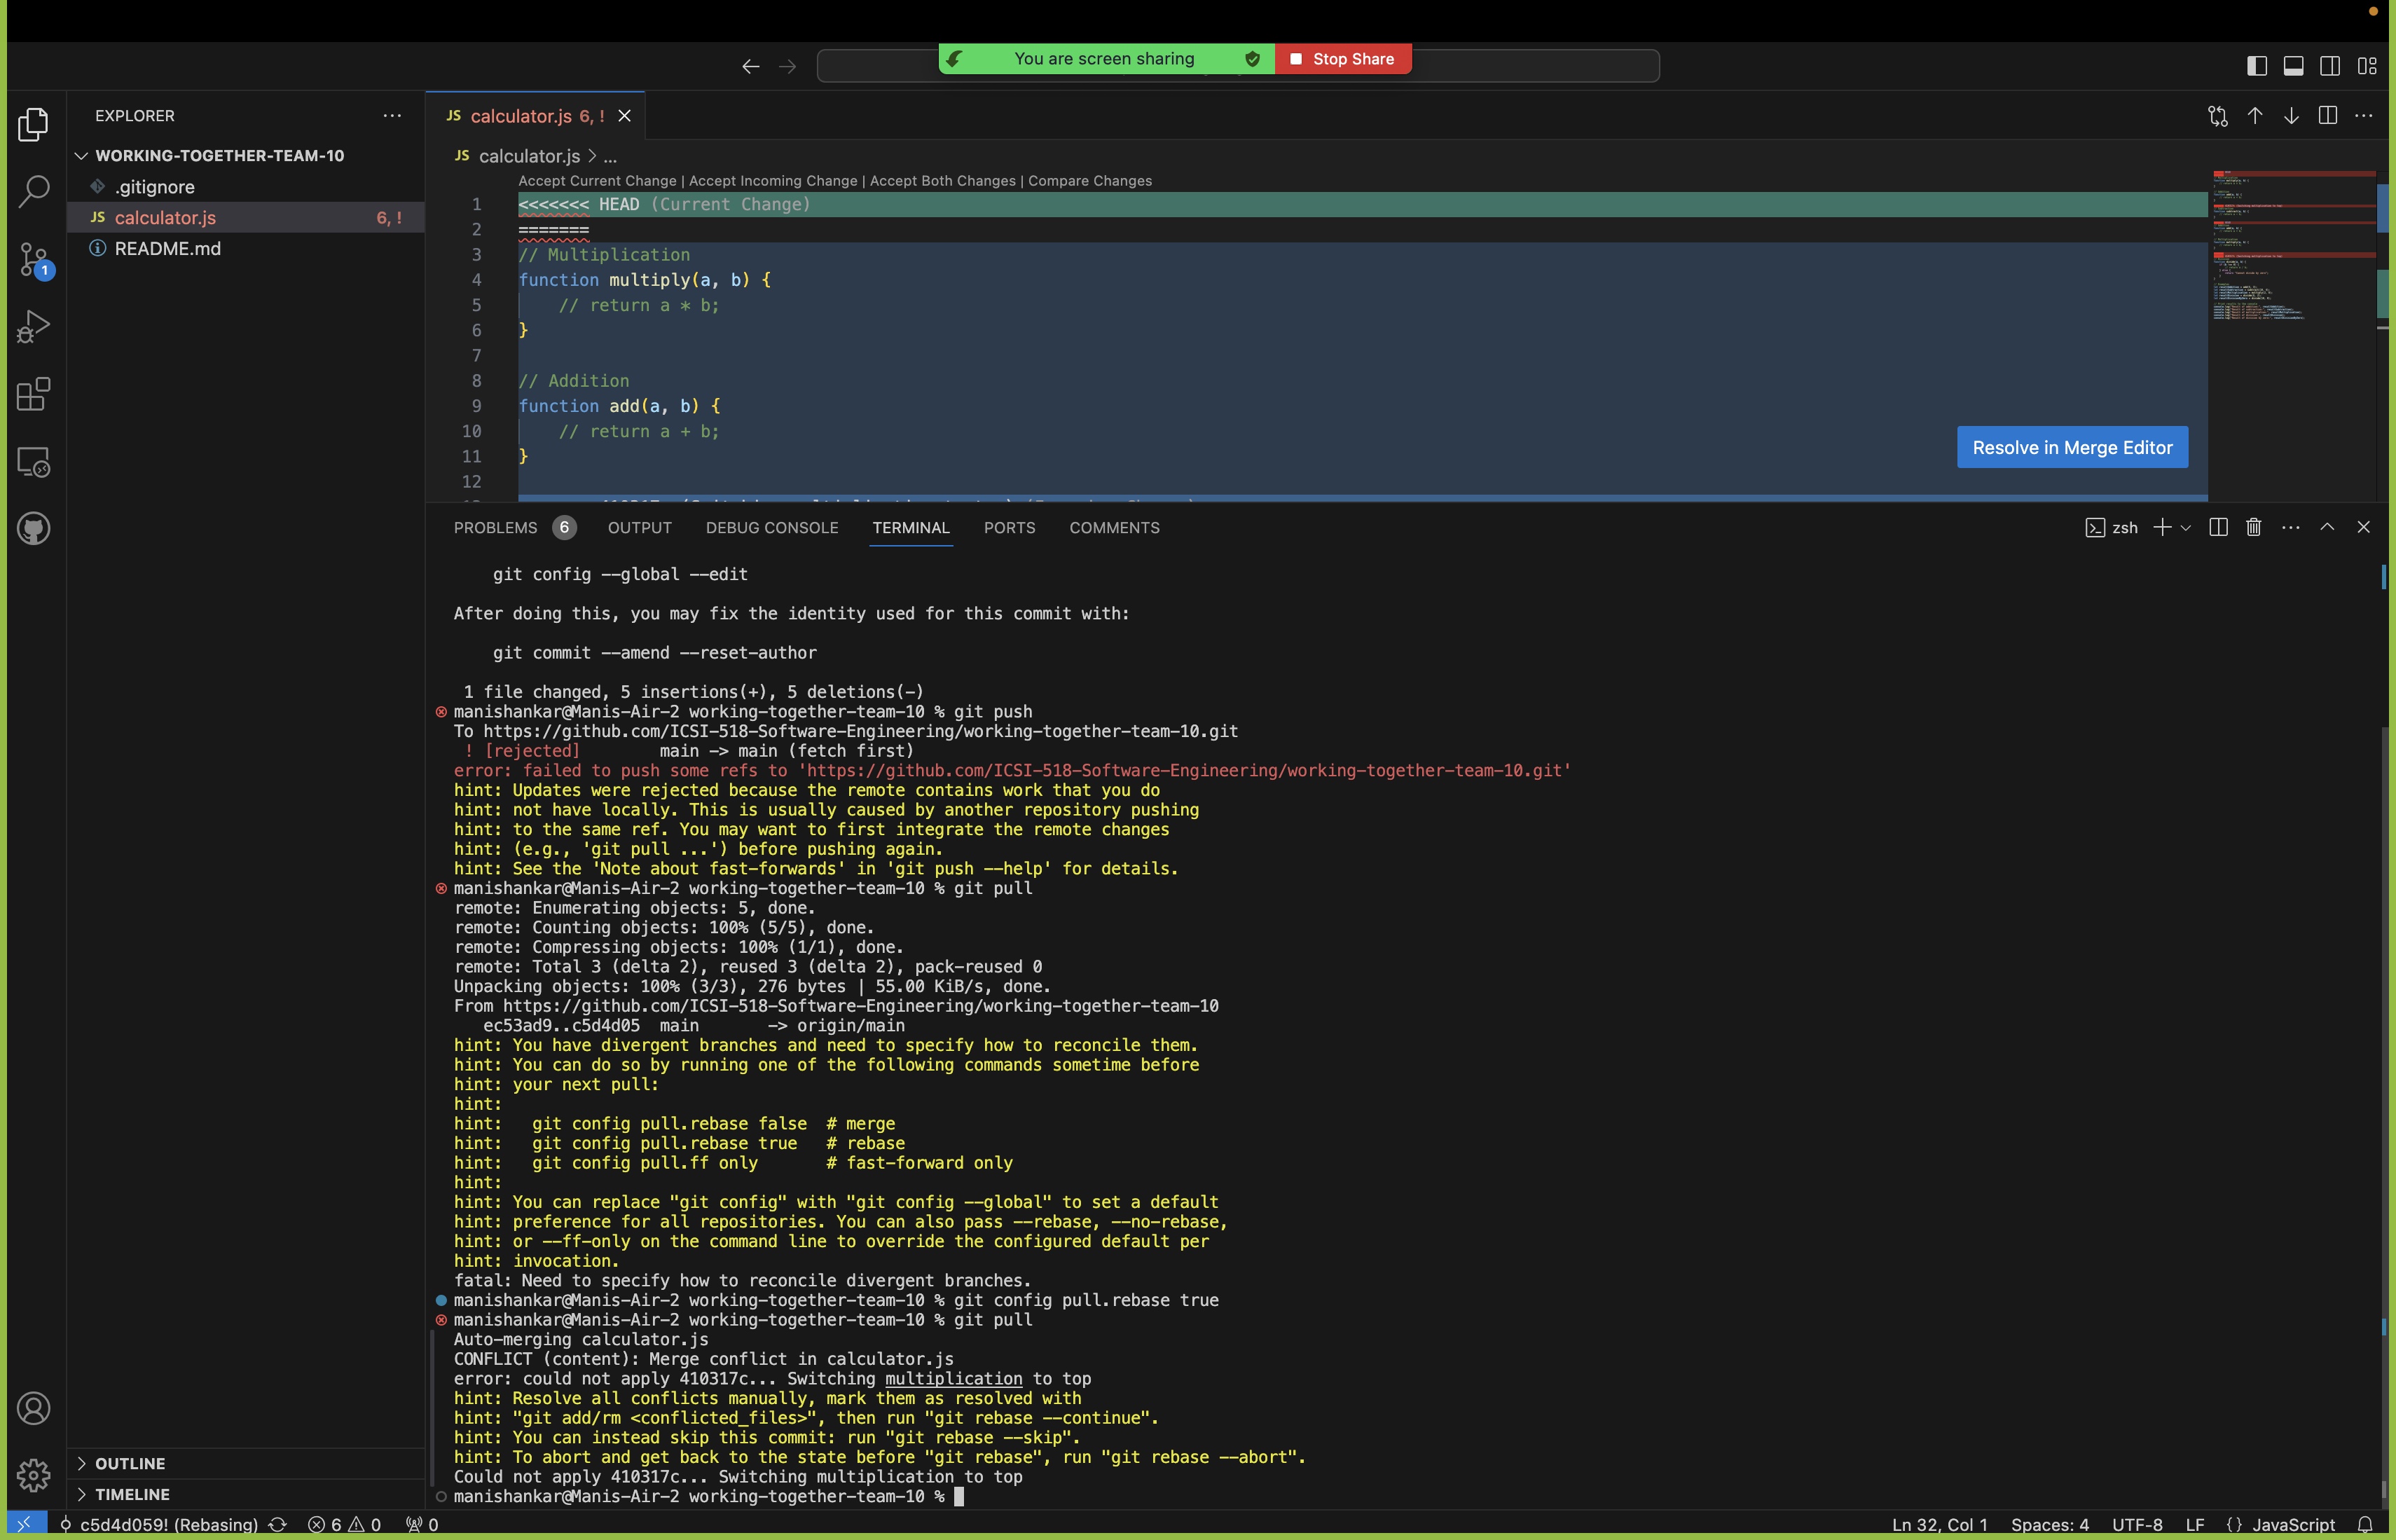 You are screen sharing
Stop Share
EXPLORER
WORKING-TOGETHER-TEAM-10
.gitignore
JS calculator.js 6, !
README.md
1
JS calculator.js 6, !
JS calculator.js > ...
Accept Current Change | Accept Incoming Change | Accept Both Changes | Compare Changes
1 <<<<<<< HEAD (Current Change)
2 =======
3 // Multiplication
4 function multiply(a, b) {
5 // return a * b;
6 }
7
8 // Addition
9 function add(a, b) {
10 // return a + b;
11 }
12
Resolve in Merge Editor
PROBLEMS 6 OUTPUT DEBUG CONSOLE TERMINAL PORTS COMMENTS
zsh
git config --global --edit
After doing this, you may fix the identity used for this commit with:
git commit --amend --reset-author
1 file changed, 5 insertions(+), 5 deletions(-)
manishankar@Manis-Air-2 working-together-team-10 % git push
To https://github.com/ICSI-518-Software-Engineering/working-together-team-10.git
! [rejected] main -> main (fetch first)
error: failed to push some refs to 'https://github.com/ICSI-518-Software-Engineering/working-together-team-10.git'
hint: Updates were rejected because the remote contains work that you do
hint: not have locally. This is usually caused by another repository pushing
hint: to the same ref. You may want to first integrate the remote changes
hint: (e.g., 'git pull ...') before pushing again.
hint: See the 'Note about fast-forwards' in 'git push --help' for details.
manishankar@Manis-Air-2 working-together-team-10 % git pull
remote: Enumerating objects: 5, done.
remote: Counting objects: 100% (5/5), done.
remote: Compressing objects: 100% (1/1), done.
remote: Total 3 (delta 2), reused 3 (delta 2), pack-reused 0
Unpacking objects: 100% (3/3), 276 bytes | 55.00 KiB/s, done.
From https://github.com/ICSI-518-Software-Engineering/working-together-team-10
ec53ad9..c5d4d05 main -> origin/main
hint: You have divergent branches and need to specify how to reconcile them.
hint: You can do so by running one of the following commands sometime before
hint: your next pull:
hint:
hint: git config pull.rebase false # merge
hint: git config pull.rebase true # rebase
hint: git config pull.ff only # fast-forward only
hint:
hint: You can replace "git config" with "git config --global" to set a default
hint: preference for all repositories. You can also pass --rebase, --no-rebase,
hint: or --ff-only on the command line to override the configured default per
hint: invocation.
fatal: Need to specify how to reconcile divergent branches.
manishankar@Manis-Air-2 working-together-team-10 % git config pull.rebase true
manishankar@Manis-Air-2 working-together-team-10 % git pull
Auto-merging calculator.js
CONFLICT (content): Merge conflict in calculator.js
error: could not apply 410317c... Switching multiplication to top
hint: Resolve all conflicts manually, mark them as resolved with
hint: "git add/rm <conflicted_files>", then run "git rebase --continue".
hint: You can instead skip this commit: run "git rebase --skip".
hint: To abort and get back to the state before "git rebase", run "git rebase --abort".
Could not apply 410317c... Switching multiplication to top
manishankar@Manis-Air-2 working-together-team-10 %
OUTLINE
TIMELINE
c5d4d059! (Rebasing) 6 0 0 Ln 32, Col 1 Spaces: 4 UTF-8 LF {} JavaScript